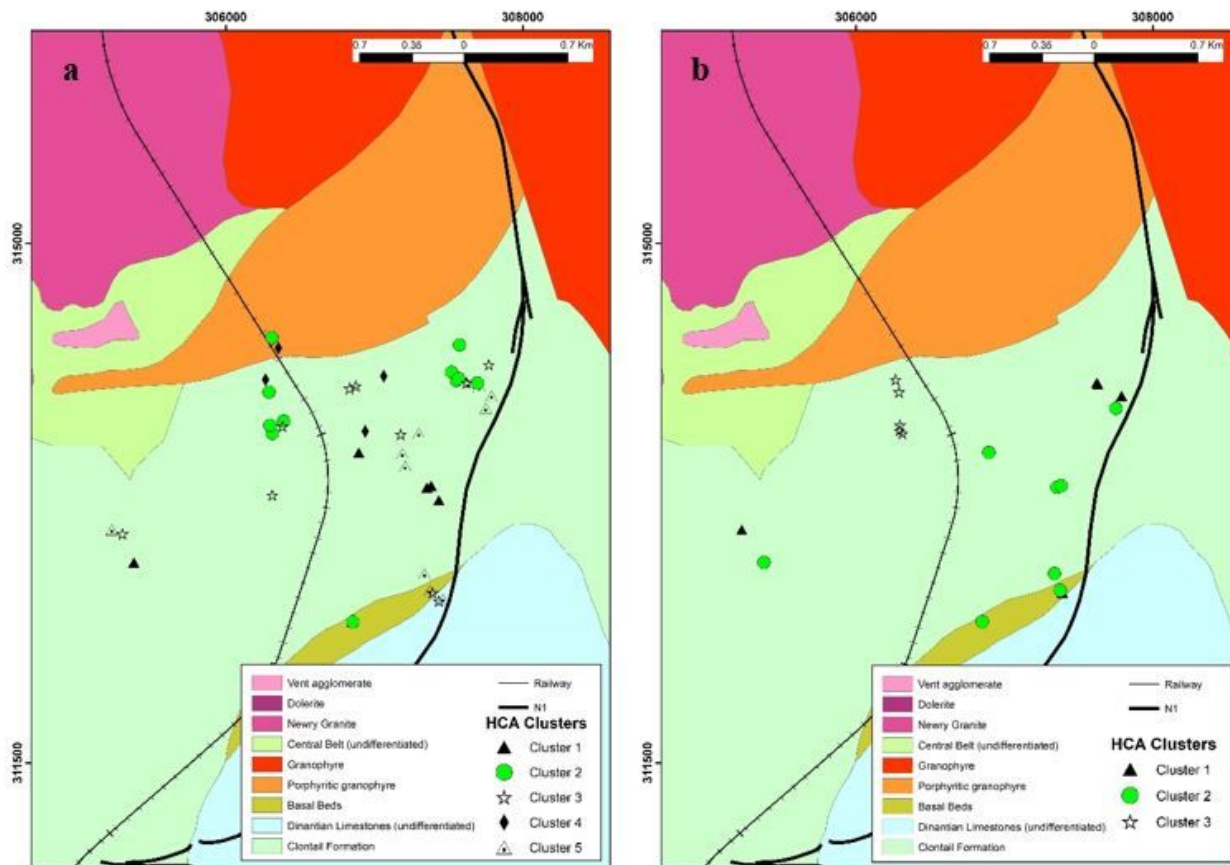 306000 308000
0.7 0.35 0 0.7 Km
a
315000
311500
Vent agglomerate
Dolerite
Newry Granite
Central Belt (undifferentiated)
Granophyre
Porphyritic granophyre
Basal Beds
Dinantian Limestones (undifferentiated)
Clontail Formation
Railway
N1
HCA Clusters
Cluster 1
Cluster 2
Cluster 3
Cluster 4
Cluster 5
306000 308000
0.7 0.35 0 0.7 Km
b
315000
311500
Vent agglomerate
Dolerite
Newry Granite
Central Belt (undifferentiated)
Granophyre
Porphyritic granophyre
Basal Beds
Dinantian Limestones (undifferentiated)
Clontail Formation
Railway
N1
HCA Clusters
Cluster 1
Cluster 2
Cluster 3